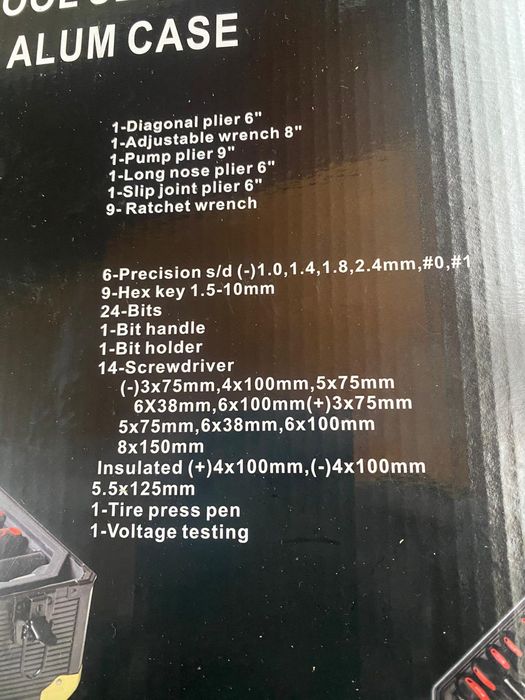 ALUM CASE
1-Diagonal plier 6"
1-Adjustable wrench 8"
1-Pump plier 9"
1-Long nose plier 6"
1-Slip joint plier 6"
9- Ratchet wrench
6-Precision s/d (-)1.0,1.4,1.8,2.4mm,#0,#1
9-Hex key 1.5-10mm
24-Bits
1-Bit handle
1-Bit holder
14-Screwdriver
(-)3x75mm,4x100mm,5x75mm
6X38mm,6x100mm(+)3x75mm
5x75mm,6x38mm,6x100mm
8x150mm
Insulated (+)4x100mm,(-)4x100mm
5.5x125mm
1-Tire press pen
1-Voltage testing